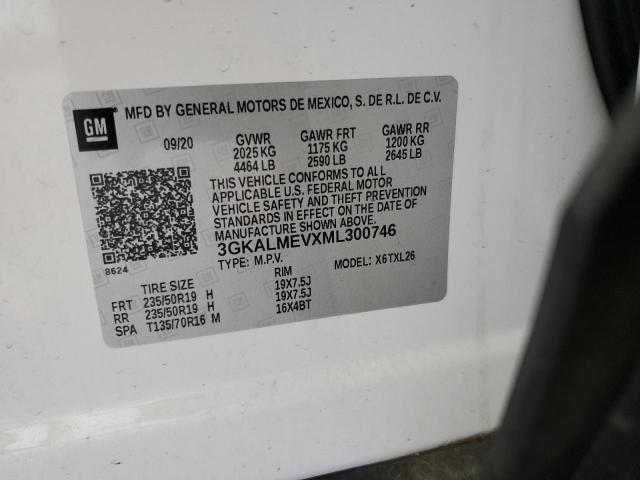 GM
MFD BY GENERAL MOTORS DE MEXICO, S. DE R.L. DE C.V.
09/20 GVWR GAWR FRT GAWR RR
2025 KG 1175 KG 1200 KG
4464 LB 2590 LB 2645 LB
THIS VEHICLE CONFORMS TO ALL
APPLICABLE U.S. FEDERAL MOTOR
VEHICLE SAFETY AND THEFT PREVENTION
STANDARDS IN EFFECT ON THE DATE OF
MANUFACTURE SHOWN ABOVE.
3GKALMEVXML300746
8624
TYPE: M.P.V. MODEL: X6TXL26
TIRE SIZE RIM
FRT 235/50R19 H 19X7.5J
RR 235/50R19 H 19X7.5J
SPA T135/70R16 M 16X4BT